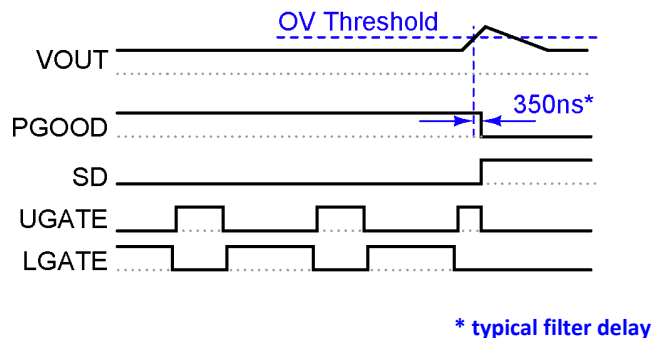 OV Threshold
VOUT
350ns*
PGOOD
SD
UGATE
LGATE
* typical filter delay